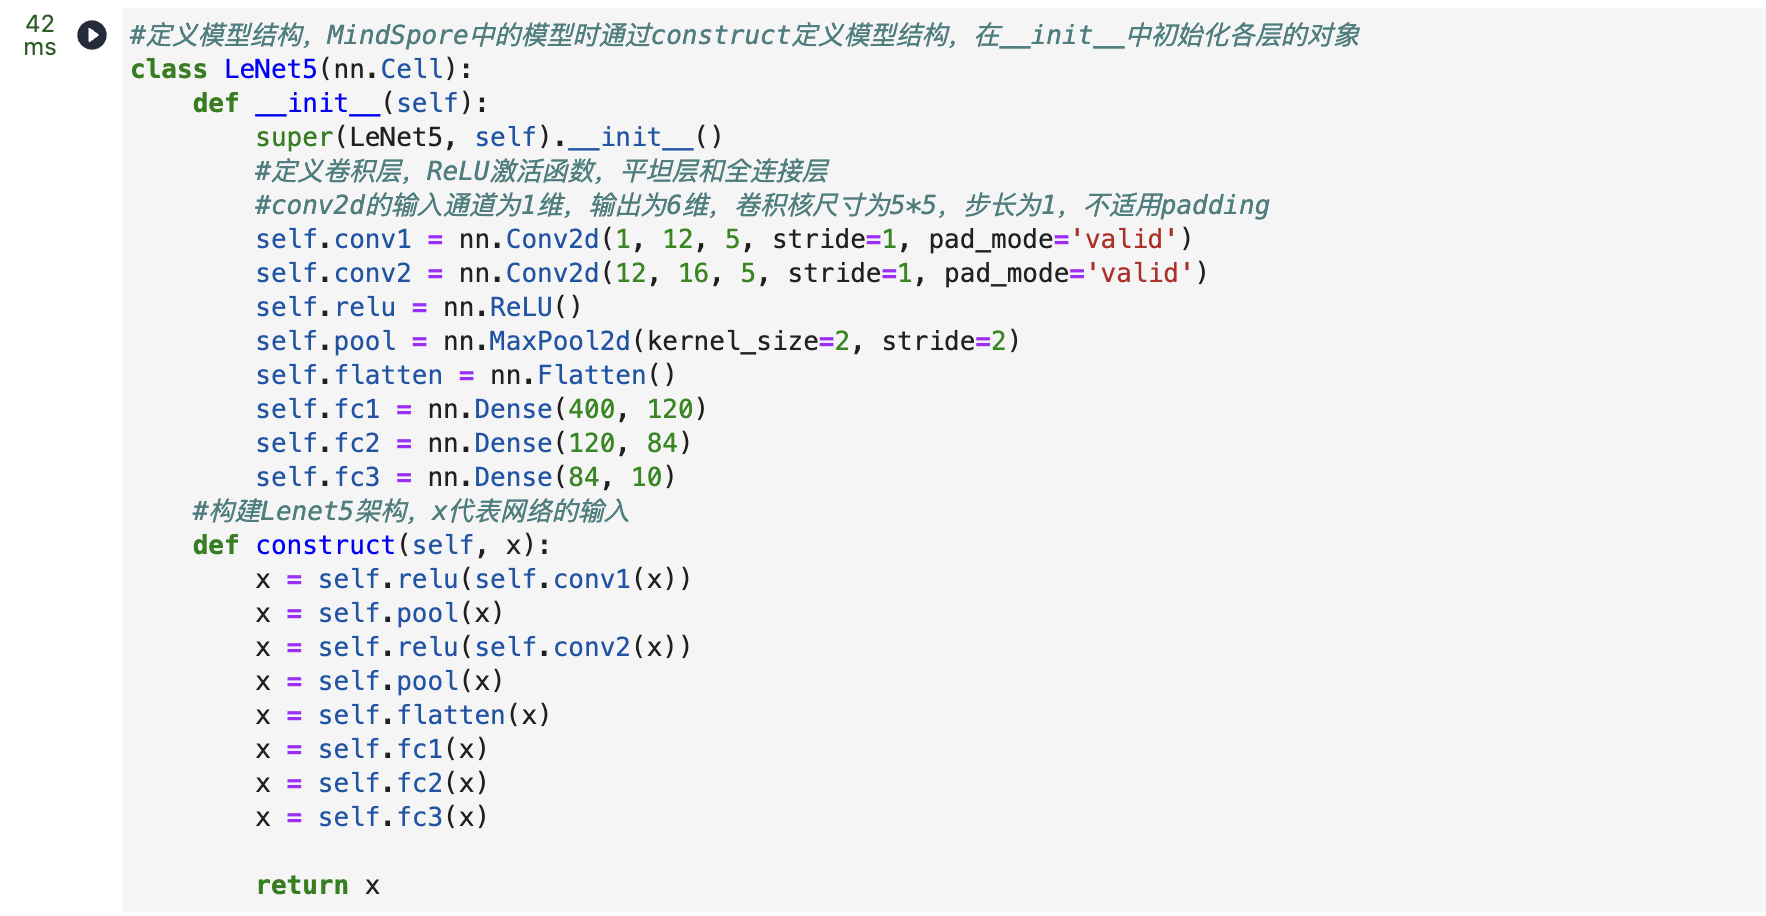 42
ms
#定义模型结构，MindSpore中的模型时通过construct定义模型结构，在__init__中初始化各层的对象
class LeNet5(nn.Cell):
    def __init__(self):
        super(LeNet5, self).__init__()
        #定义卷积层，ReLU激活函数，平坦层和全连接层
        #conv2d的输入通道为1维，输出为6维，卷积核尺寸为5*5，步长为1，不适用padding
        self.conv1 = nn.Conv2d(1, 12, 5, stride=1, pad_mode='valid')
        self.conv2 = nn.Conv2d(12, 16, 5, stride=1, pad_mode='valid')
        self.relu = nn.ReLU()
        self.pool = nn.MaxPool2d(kernel_size=2, stride=2)
        self.flatten = nn.Flatten()
        self.fc1 = nn.Dense(400, 120)
        self.fc2 = nn.Dense(120, 84)
        self.fc3 = nn.Dense(84, 10)
    #构建Lenet5架构，x代表网络的输入
    def construct(self, x):
        x = self.relu(self.conv1(x))
        x = self.pool(x)
        x = self.relu(self.conv2(x))
        x = self.pool(x)
        x = self.flatten(x)
        x = self.fc1(x)
        x = self.fc2(x)
        x = self.fc3(x)

        return x